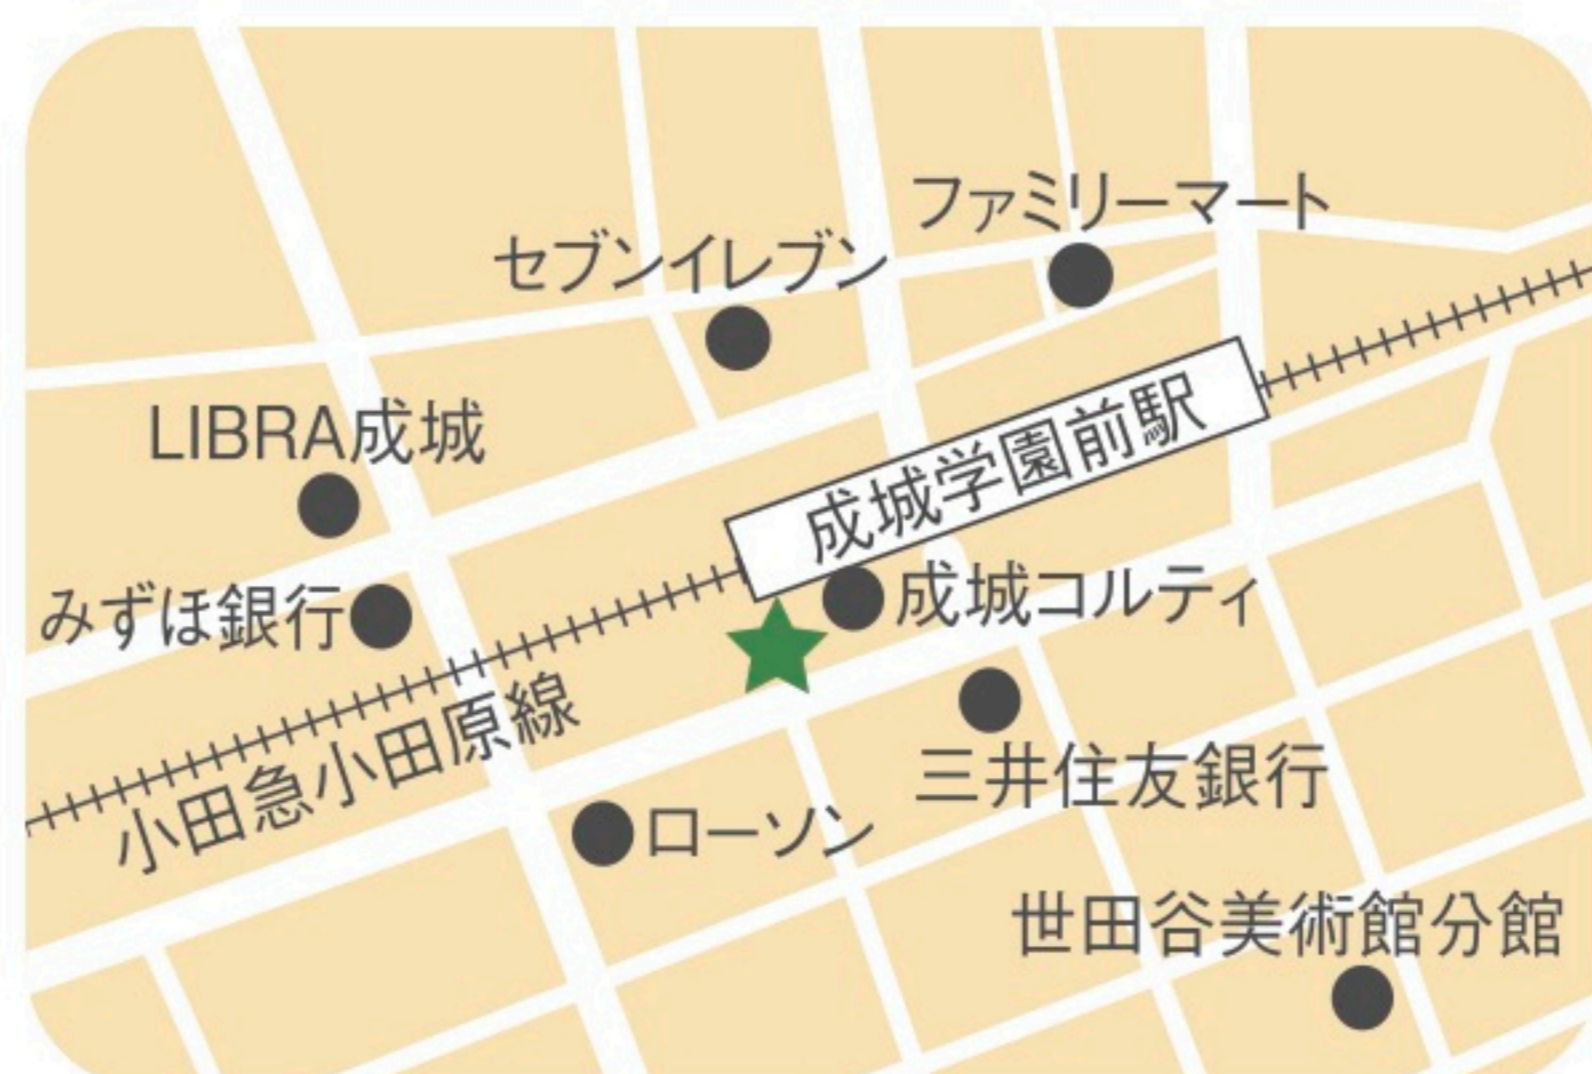 ファミリーマート
セブンイレブン
LIBRA成城
成城学園前駅
みずほ銀行
成城コルティ
小田急小田原線
三井住友銀行
ローソン
世田谷美術館分館